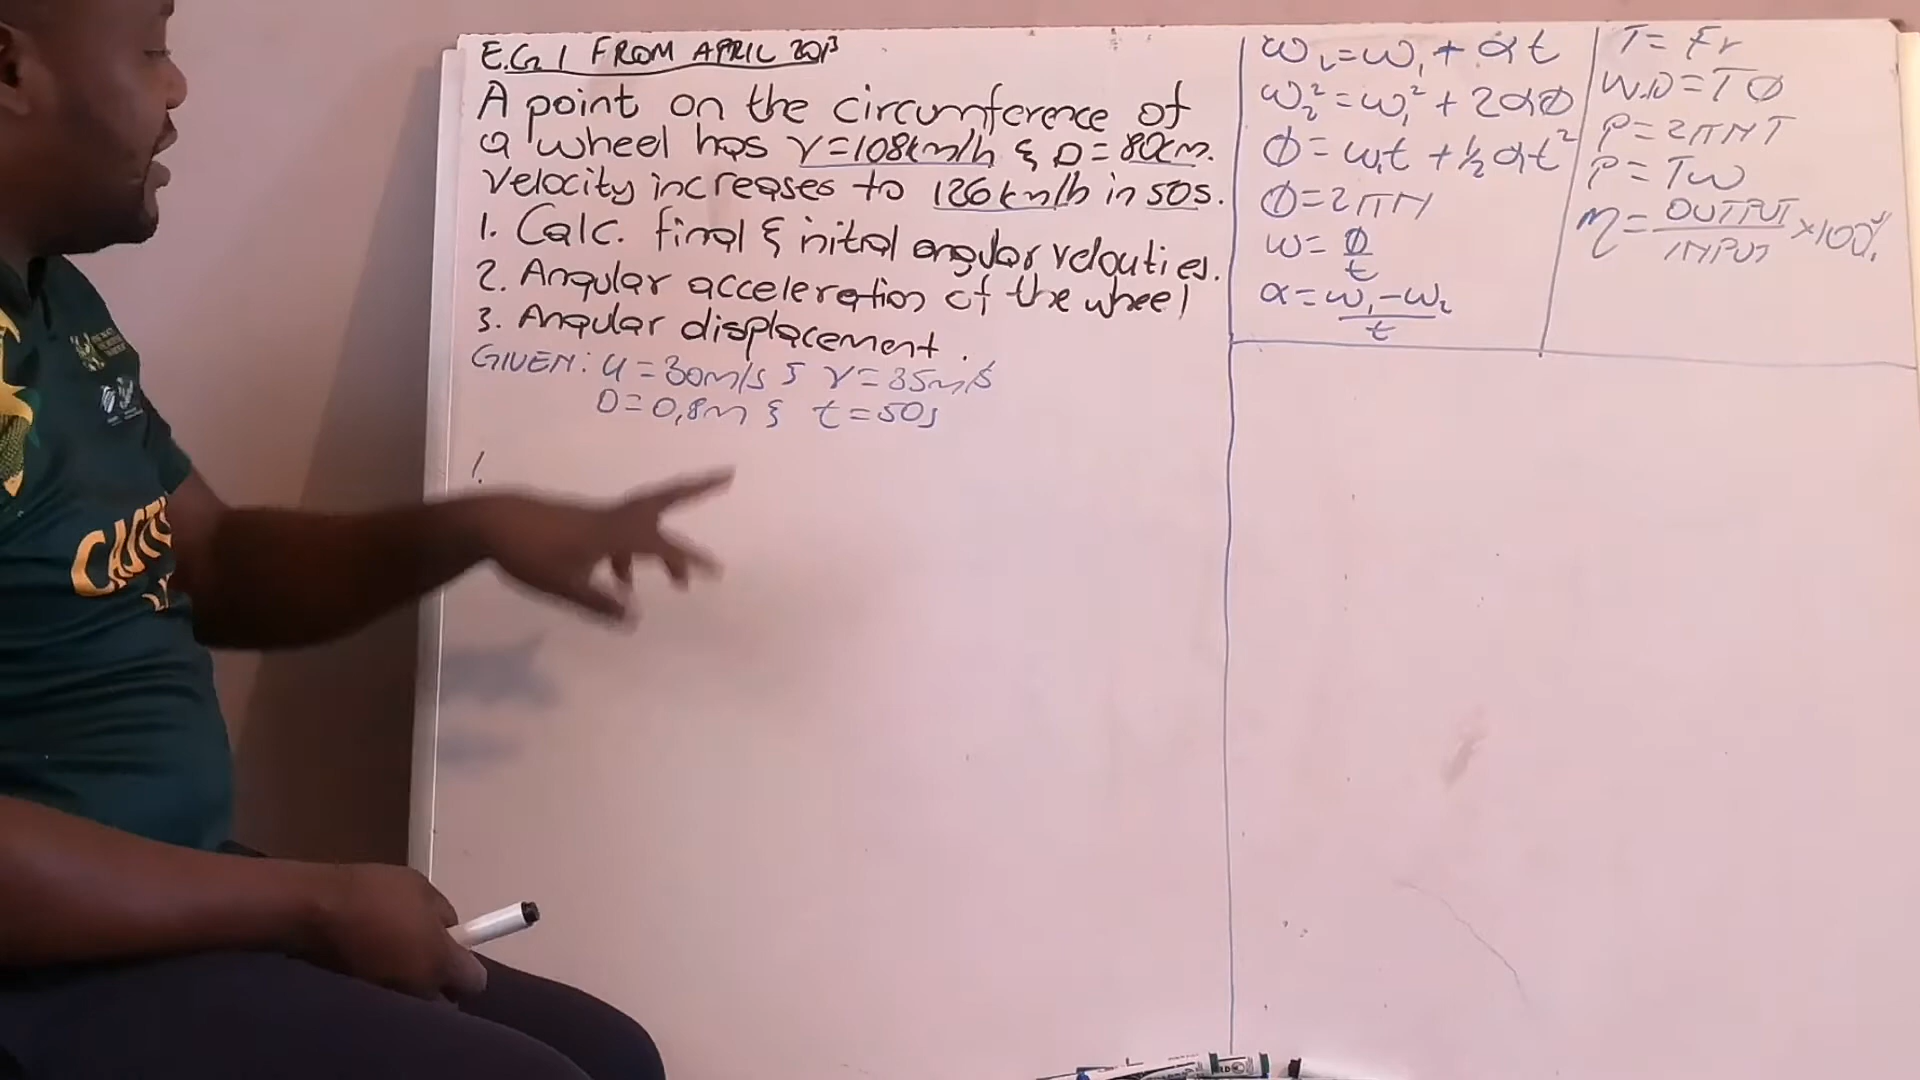 E.G 1 FROM APRIL 2013
A point on the circumference of
a wheel has V=108km/h & D=80cm.
Velocity increases to 126km/h in 50s.
1. Calc. final & initial angular velocities.
2. Angular acceleration of the wheel
3. Angular displacement.
GIVEN: u=30m/s ; v=35m/s
D=0,8m & t=50s
1.
ω₂=ω₁+αt
ω₂²=ω₁²+2αØ
Ø=ω₁t+½αt²
Ø=2πN
ω=Ø/t
α=ω₁-ω₂/t
T=Fr
W.D=TØ
P=2πNT
P=Tω
η=OUTPUT/INPUT×100%